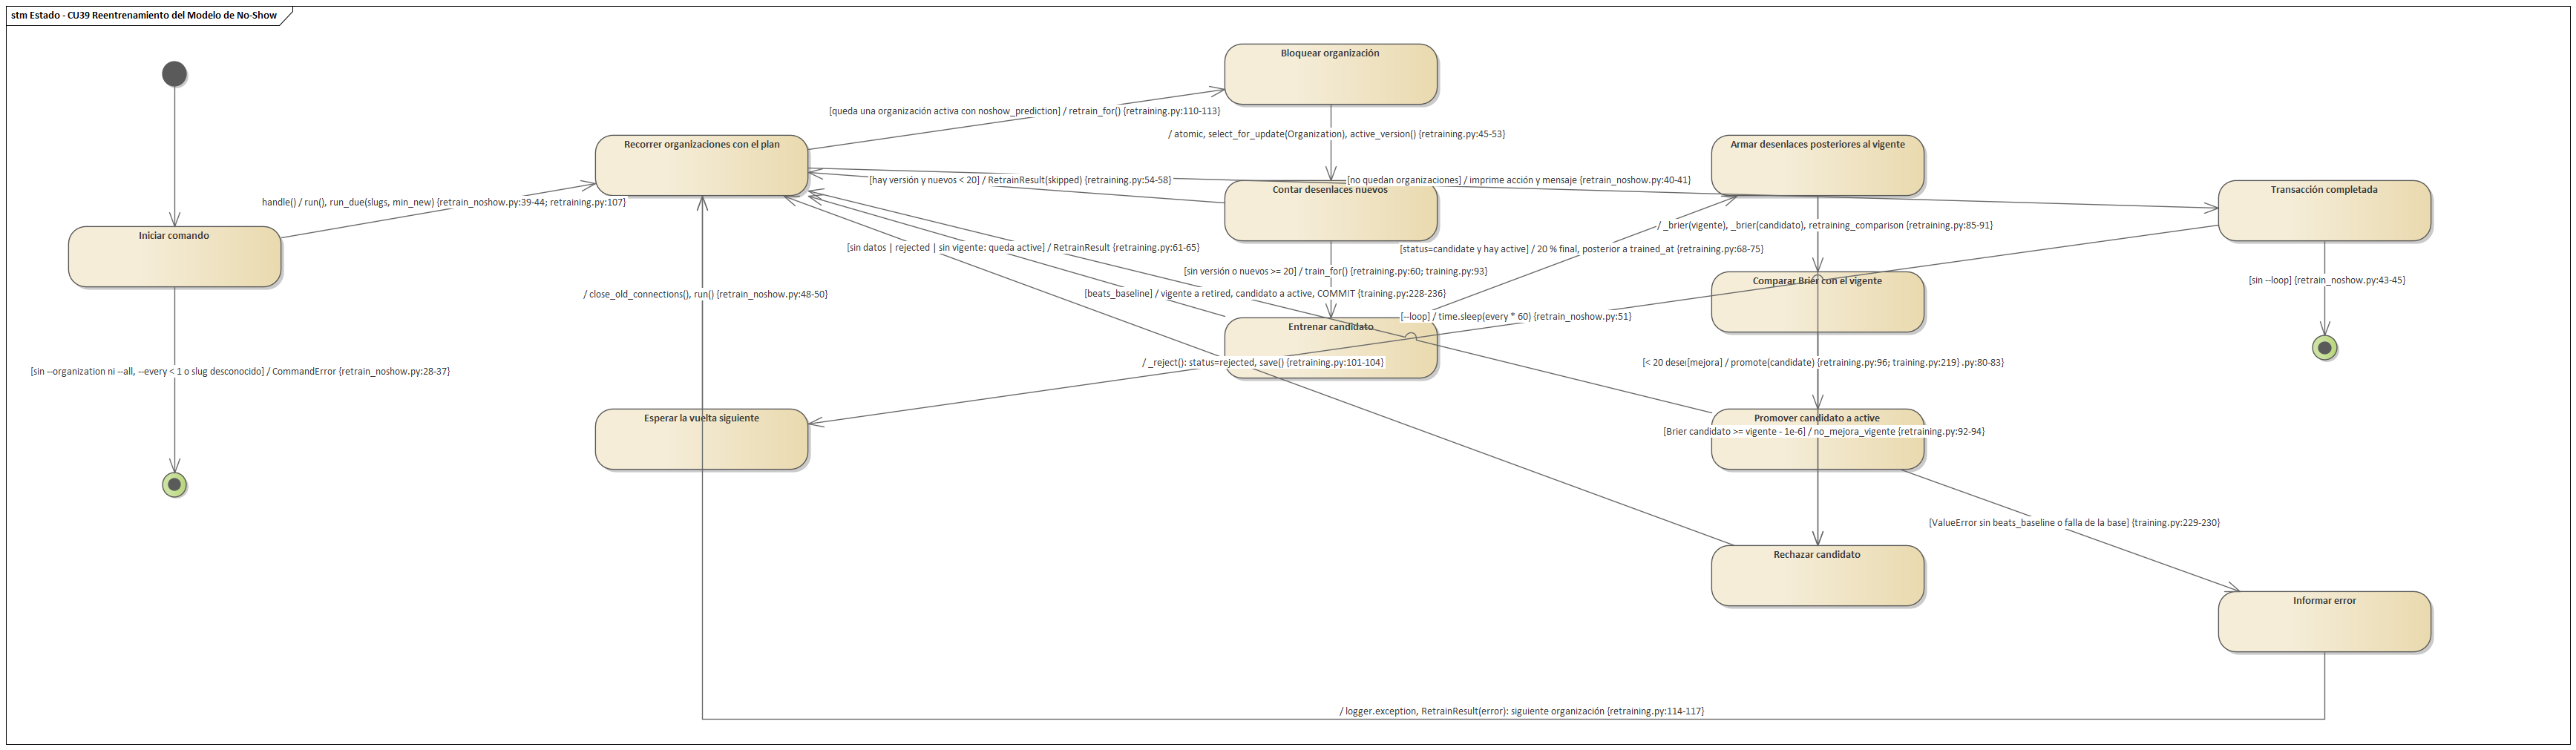 stm Estado - CU39 Reentrenamiento del Modelo de No-Show
Bloquear organización
[queda una organización activa con noshow_prediction] / retrain_for() {retraining.py:110-113}
/ atomic, select_for_update(Organization), active_version() {retraining.py:45-53}
Recorrer organizaciones con el plan
Armar desenlaces posteriores al vigente
[hay versión y nuevos < 20] / RetrainResult(skipped) {retraining.py:54-58}
[no quedan organizaciones] / imprime acción y mensaje {retrain_noshow.py:40-41}
Contar desenlaces nuevos
Transacción completada
handle() / run(), run_due(slugs, min_new) {retrain_noshow.py:39-44; retraining.py:107}
Iniciar comando
/ _brier(vigente), _brier(candidato), retraining_comparison {retraining.py:85-91}
[sin datos | rejected | sin vigente: queda active] / RetrainResult {retraining.py:61-65}
[status=candidate y hay active] / 20 % final, posterior a trained_at {retraining.py:68-75}
[sin versión o nuevos >= 20] / train_for() {retraining.py:60; training.py:93}
Comparar Brier con el vigente
[sin --loop] {retrain_noshow.py:43-45}
/ close_old_connections(), run() {retrain_noshow.py:48-50}
[beats_baseline] / vigente a retired, candidato a active, COMMIT {training.py:228-236}
[--loop] / time.sleep(every * 60) {retrain_noshow.py:51}
Entrenar candidato
/ _reject(): status=rejected, save() {retraining.py:101-104}
[< 20 dese
[mejora] / promote(candidate) {retraining.py:96; training.py:219}
.py:80-83}
[sin --organization ni --all, --every < 1 o slug desconocido] / CommandError {retrain_noshow.py:28-37}
Esperar la vuelta siguiente
Promover candidato a active
[Brier candidato >= vigente - 1e-6] / no_mejora_vigente {retraining.py:92-94}
[ValueError sin beats_baseline o falla de la base] {training.py:229-230}
Rechazar candidato
Informar error
/ logger.exception, RetrainResult(error): siguiente organización {retraining.py:114-117}